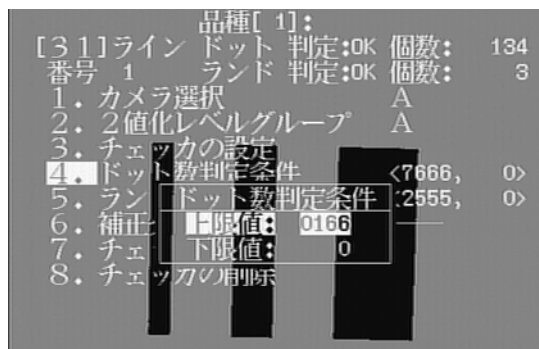 品種[ 1]:
[31]ライン ドット 判定:OK 個数: 134
番号 1 ランド 判定:OK 個数: 3
1. カメラ選択 A
2. 2値化レベルグループ A
3. チェッカの設定
4. ドット数判定条件 <7666, 0>
5. ラン :2555, 0>
ドット数判定条件
6. 補正
上限値: 0166
7. チェ
下限値: 0
8. チェッカの削除